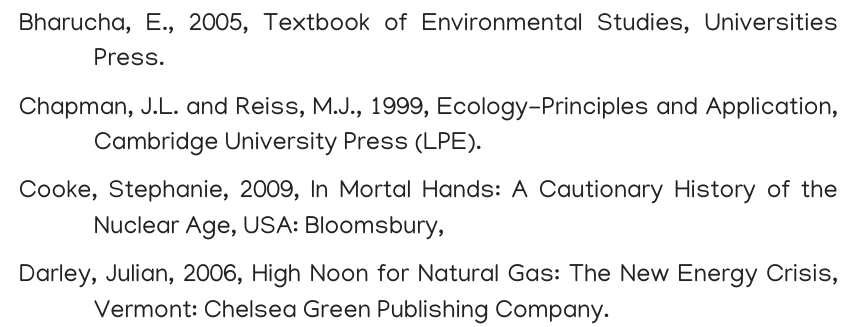 Bharucha, E., 2005, Textbook of Environmental Studies, Universities
Press.
Chapman, J.L. and Reiss, M.J., 1999, Ecology–Principles and Application,
Cambridge University Press (LPE).
Cooke, Stephanie, 2009, In Mortal Hands: A Cautionary History of the
Nuclear Age, USA: Bloomsbury,
Darley, Julian, 2006, High Noon for Natural Gas: The New Energy Crisis,
Vermont: Chelsea Green Publishing Company.